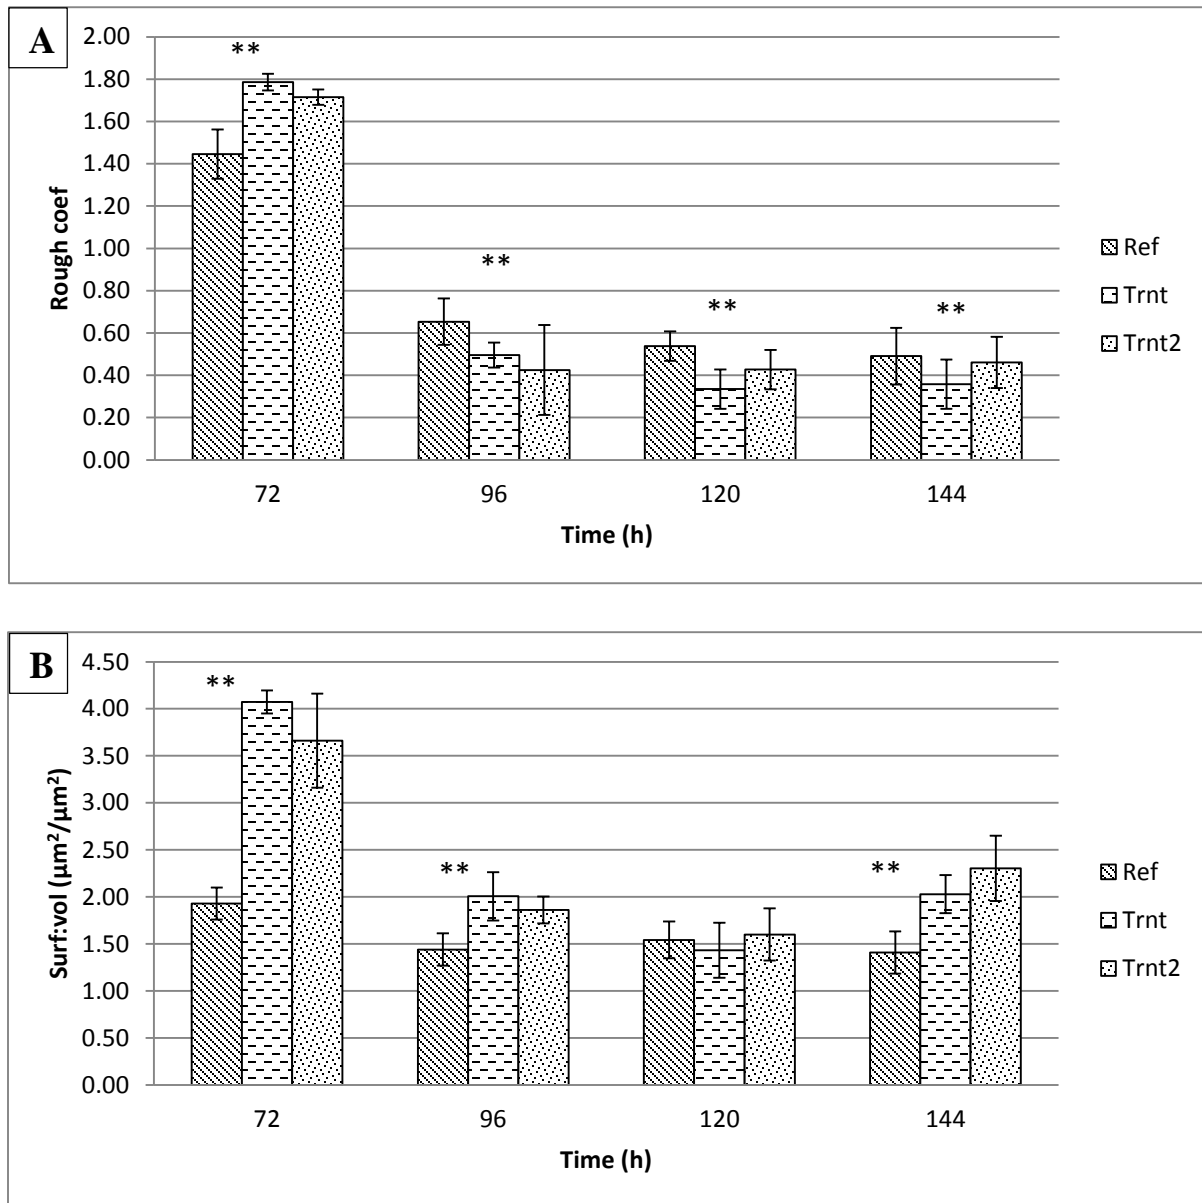 A
Rough coef
2.00
1.80
1.60
1.40
1.20
1.00
0.80
0.60
0.40
0.20
0.00
**
**
**
**
72 96 120 144
Time (h)
Ref
Trnt
Trnt2
B
Surf:vol (µm²/µm²)
4.50
4.00
3.50
3.00
2.50
2.00
1.50
1.00
0.50
0.00
**
**
**
72 96 120 144
Time (h)
Ref
Trnt
Trnt2